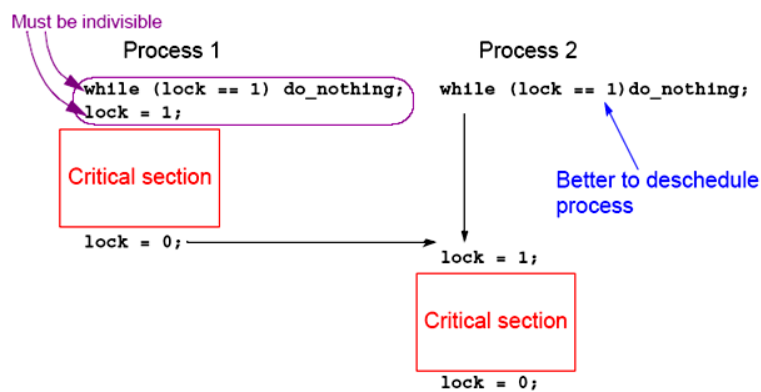 Must be indivisible
Process 1
Process 2
while (lock == 1) do_nothing;
while (lock == 1)do_nothing;
lock = 1;
Critical section
Better to deschedule
process
lock = 0;
lock = 1;
Critical section
lock = 0;